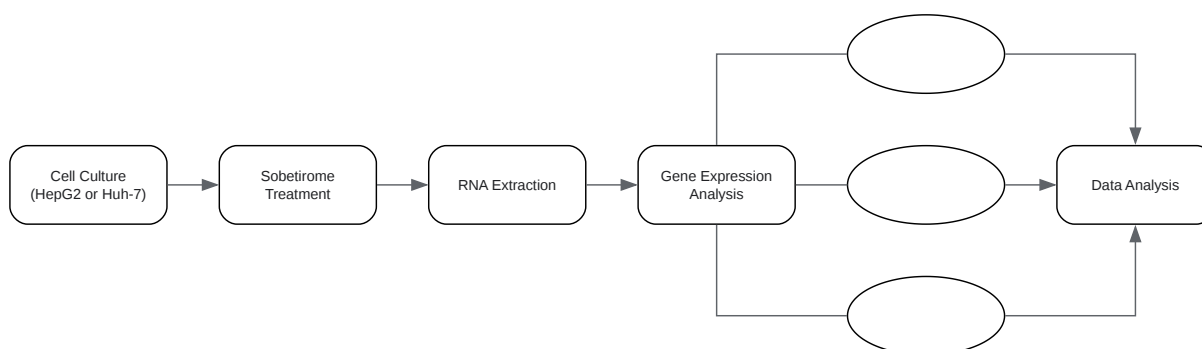 Cell Culture
(HepG2 or Huh-7)
Sobetirome
Treatment
RNA Extraction
Gene Expression
Analysis
Data Analysis